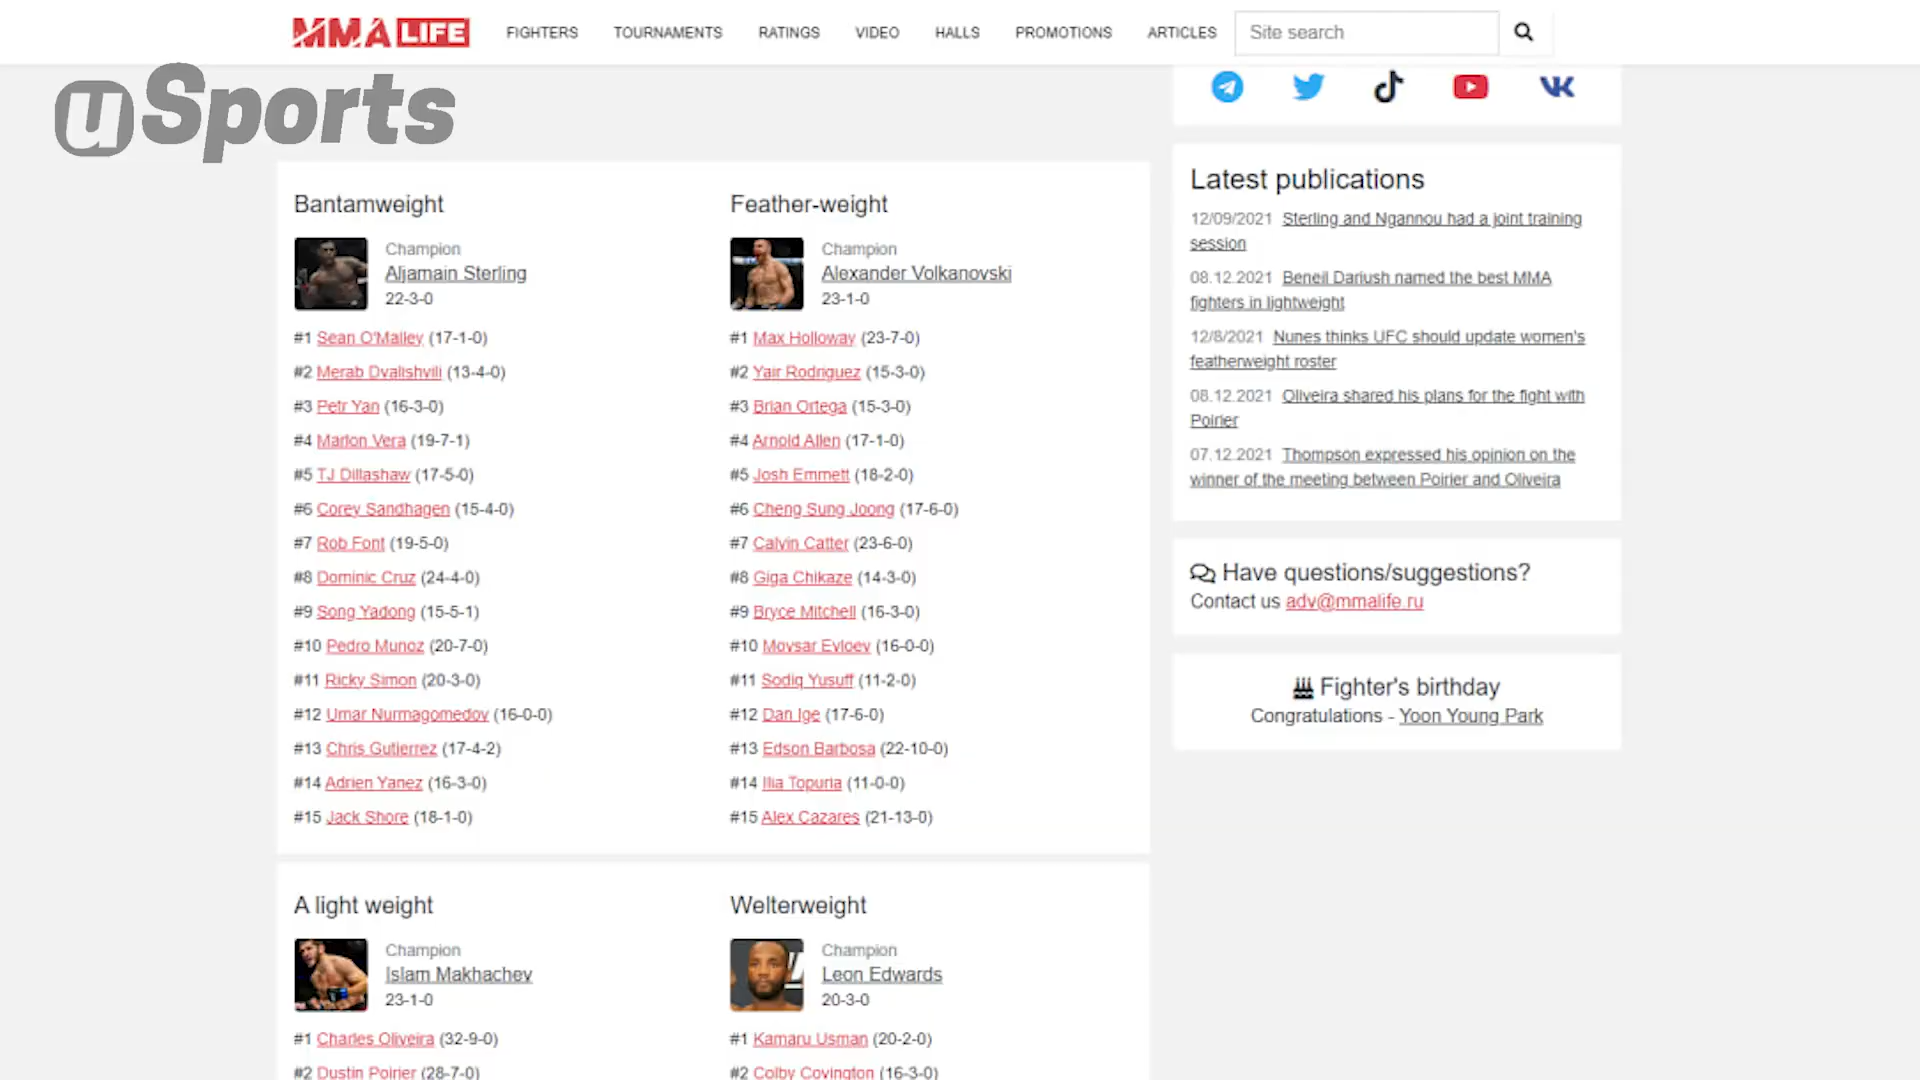 MMA LIFE FIGHTERS TOURNAMENTS RATINGS VIDEO HALLS PROMOTIONS ARTICLES Site search
uSports
Bantamweight
Champion
Aljamain Sterling
22-3-0
#1 Sean O'Malley (17-1-0)
#2 Merab Dvalishvili (13-4-0)
#3 Petr Yan (16-3-0)
#4 Marlon Vera (19-7-1)
#5 TJ Dillashaw (17-5-0)
#6 Corey Sandhagen (15-4-0)
#7 Rob Font (19-5-0)
#8 Dominic Cruz (24-4-0)
#9 Song Yadong (15-5-1)
#10 Pedro Munoz (20-7-0)
#11 Ricky Simon (20-3-0)
#12 Umar Nurmagomedov (16-0-0)
#13 Chris Gutierrez (17-4-2)
#14 Adrien Yanez (16-3-0)
#15 Jack Shore (18-1-0)
Feather-weight
Champion
Alexander Volkanovski
23-1-0
#1 Max Holloway (23-7-0)
#2 Yair Rodriguez (15-3-0)
#3 Brian Ortega (15-3-0)
#4 Arnold Allen (17-1-0)
#5 Josh Emmett (18-2-0)
#6 Cheng Sung Joong (17-6-0)
#7 Calvin Catter (23-6-0)
#8 Giga Chikaze (14-3-0)
#9 Bryce Mitchell (16-3-0)
#10 Movsar Evloev (16-0-0)
#11 Sodiq Yusuff (11-2-0)
#12 Dan Ige (17-6-0)
#13 Edson Barbosa (22-10-0)
#14 Ilia Topuria (11-0-0)
#15 Alex Cazares (21-13-0)
A light weight
Champion
Islam Makhachev
23-1-0
#1 Charles Oliveira (32-9-0)
#2 Dustin Poirier (28-7-0)
Welterweight
Champion
Leon Edwards
20-3-0
#1 Kamaru Usman (20-2-0)
#2 Colby Covington (16-3-0)
Latest publications
12/09/2021 Sterling and Ngannou had a joint training
session
08.12.2021 Beneil Dariush named the best MMA
fighters in lightweight
12/8/2021 Nunes thinks UFC should update women's
featherweight roster
08.12.2021 Oliveira shared his plans for the fight with
Poirier
07.12.2021 Thompson expressed his opinion on the
winner of the meeting between Poirier and Oliveira
Have questions/suggestions?
Contact us adv@mmalife.ru
Fighter's birthday
Congratulations - Yoon Young Park